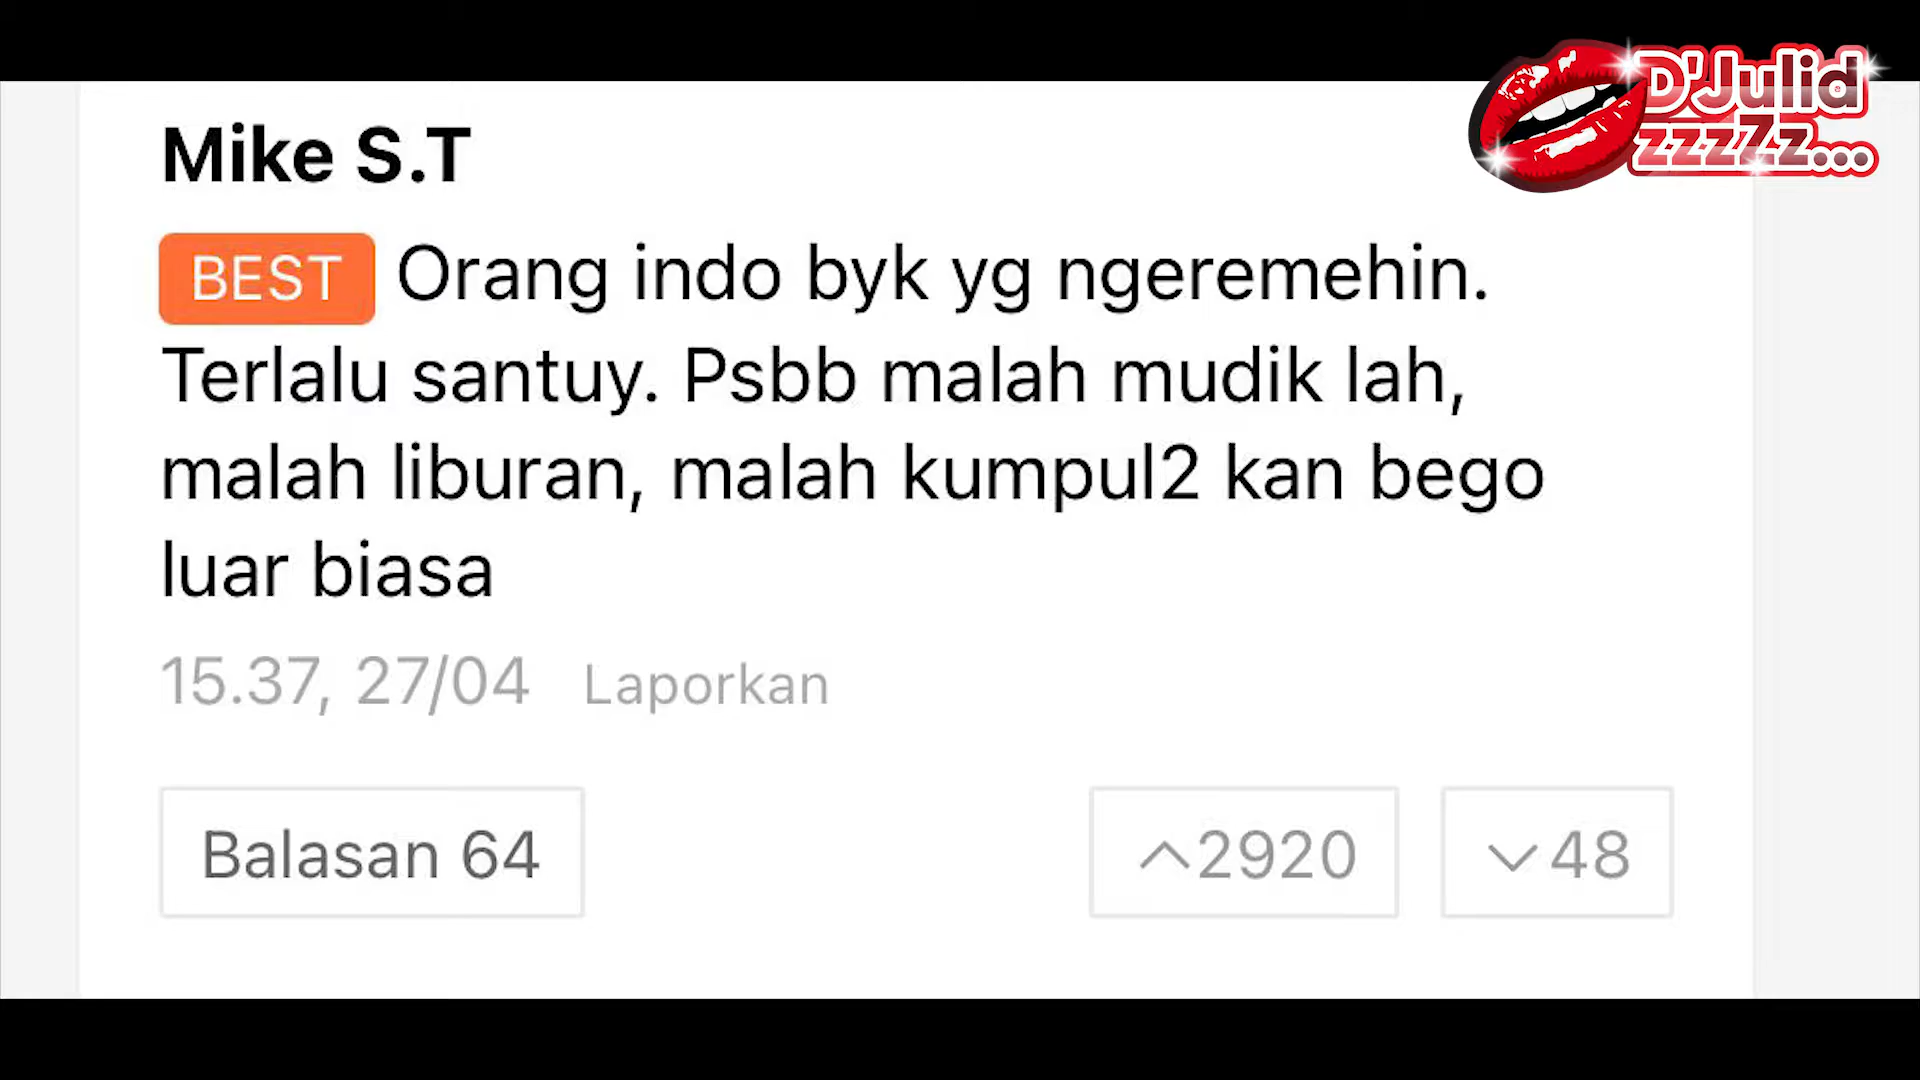 D'Julid
zzzZz...
Mike S.T
BEST Orang indo byk yg ngeremehin.
Terlalu santuy. Psbb malah mudik lah,
malah liburan, malah kumpul2 kan bego
luar biasa
15.37, 27/04 Laporkan
Balasan 64
2920
48